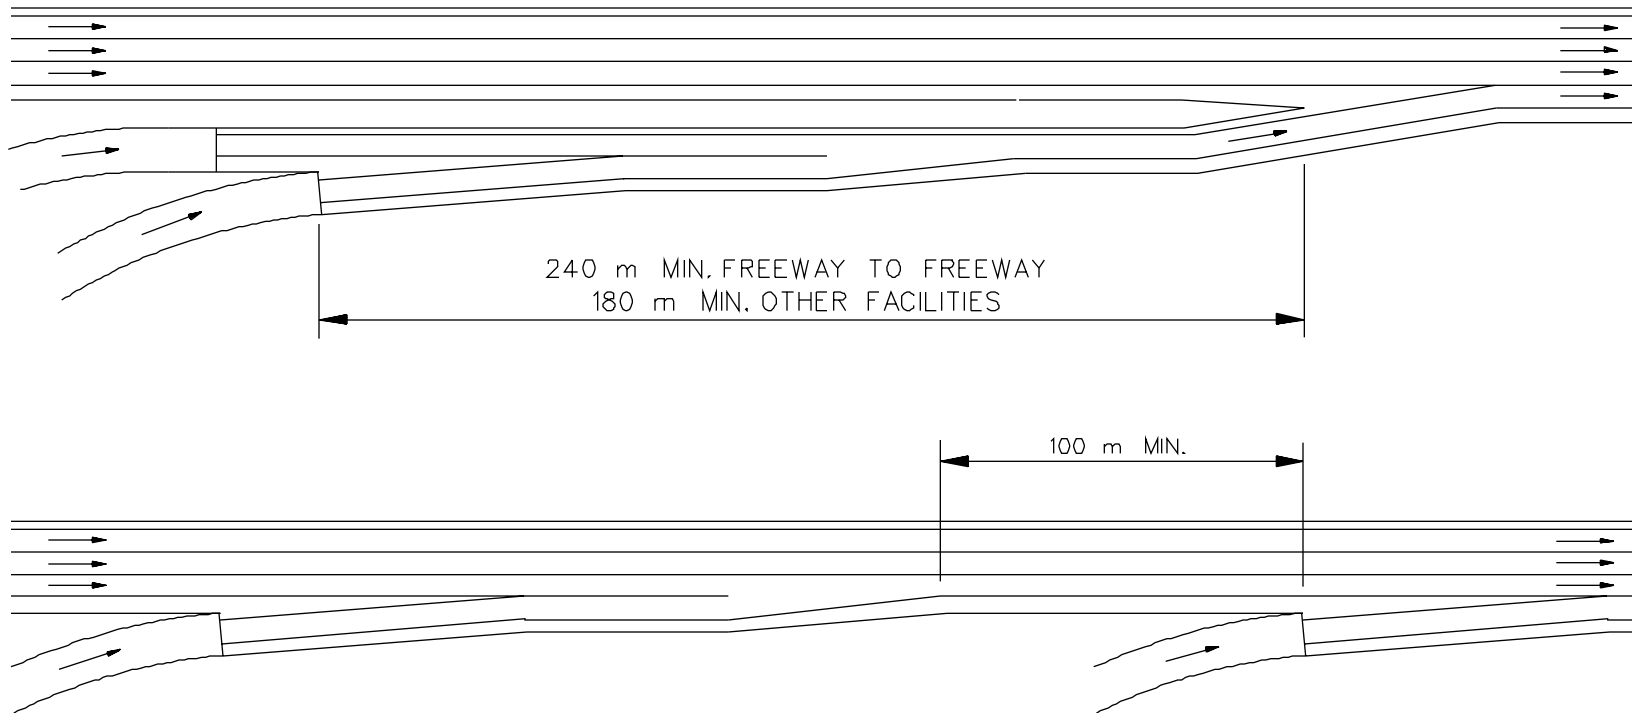 240 m MIN. FREEWAY TO FREEWAY
180 m MIN. OTHER FACILITIES
100 m MIN.